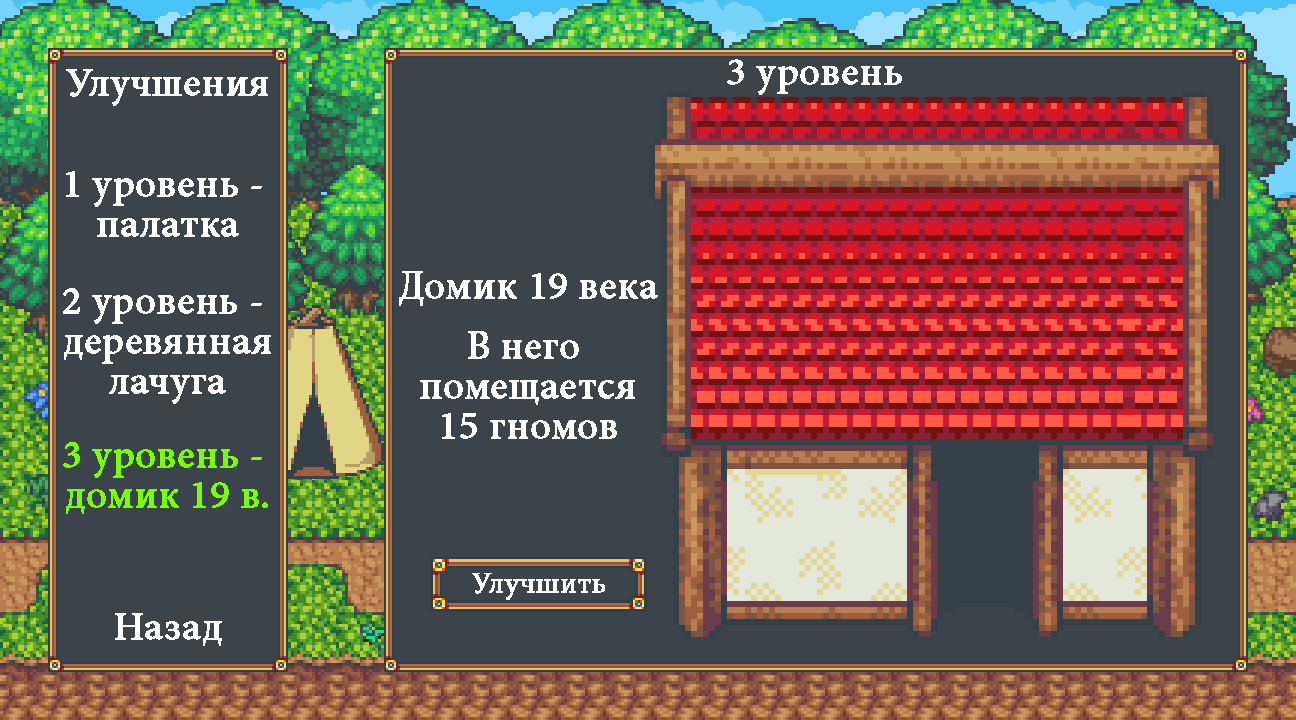 Улучшения
1 уровень -
палатка
2 уровень -
деревянная
лачуга
3 уровень -
домик 19 в.
Назад
3 уровень
Домик 19 века
В него
помещается
15 гномов
Улучшить